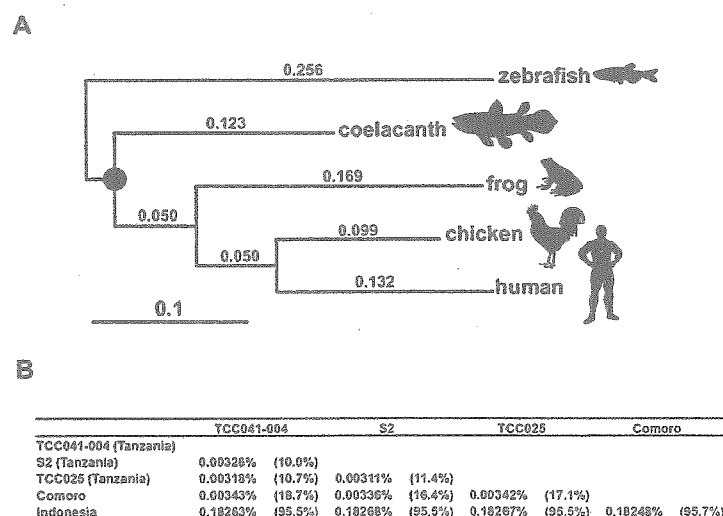 A
0.256
zebrafish
0.123
coelacanth
0.169
frog
0.050
0.099
chicken
0.050
0.132
human
0.1
B
TCC041-004 S2 TCC025 Comoro
TCC041-004 (Tanzania)
S2 (Tanzania) 0.00326% (10.0%)
TCC025 (Tanzania) 0.00318% (10.7%) 0.00311% (11.4%)
Comoro 0.00343% (18.7%) 0.00336% (16.4%) 0.00342% (17.1%)
Indonesia 0.18263% (95.5%) 0.18268% (95.5%) 0.18267% (95.5%) 0.18248% (95.7%)